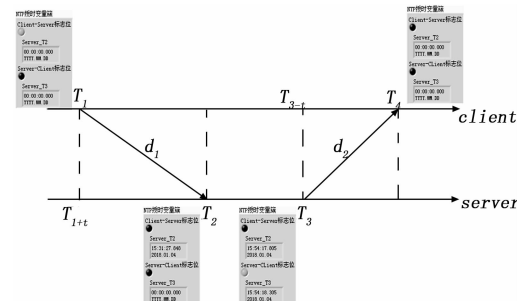 NTP授时变量簇
Client-Server标志位
Server_T2
00:00:00.000
YYYY.MM.DD
Server-CLient标志位
Server_T3
00:00:00.000
YYYY.MM.DD
NTP授时变量簇
Client-Server标志位
Server_T2
00:00:00.000
YYYY.MM.DD
Server-CLient标志位
Server_T3
00:00:00.000
YYYY.MM.DD
T1
T3-t
T4
client
d1
d2
T1+t
T2
T3
server
NTP授时变量簇
Client-Server标志位
Server_T2
15:31:27.048
2018.01.04
Server-CLient标志位
Server_T3
00:00:00.000
YYYY.MM.DD
NTP授时变量簇
Client-Server标志位
Server_T2
15:54:17.805
2018.01.04
Server-CLient标志位
Server_T3
15:54:18.305
2018.01.04